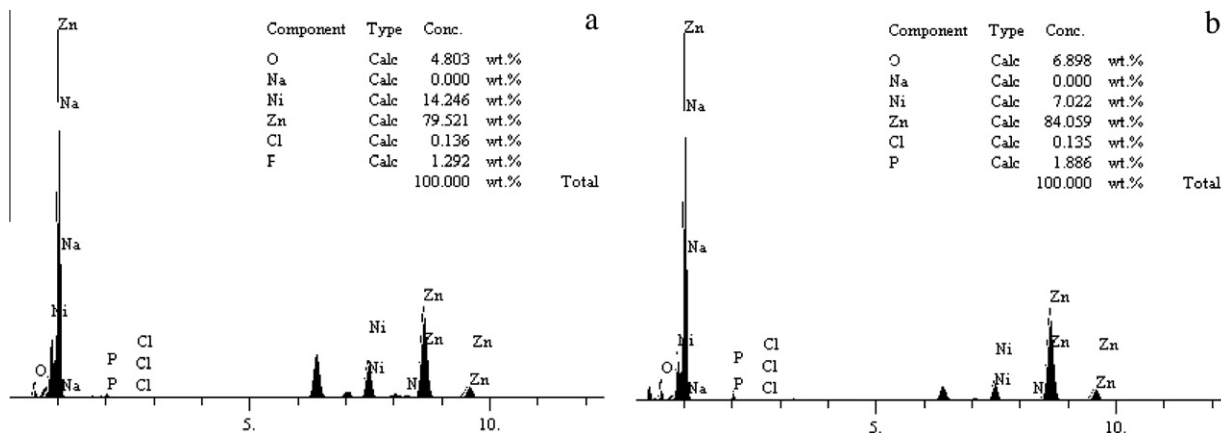 a
Zn
Na
Na
Ni
O
Na
P
P
Cl
Cl
Cl
Ni
Ni
N
Zn
Zn
Zn
Zn
5.
10.
Component Type Conc.
O Calc 4.803 wt.%
Na Calc 0.000 wt.%
Ni Calc 14.246 wt.%
Zn Calc 79.521 wt.%
Cl Calc 0.136 wt.%
F Calc 1.292 wt.%
100.000 wt.% Total
b
Zn
Na
Na
Ni
O
Na
P
P
Cl
Cl
Cl
Ni
Ni
N
Zn
Zn
Zn
Zn
5.
10.
Component Type Conc.
O Calc 6.898 wt.%
Na Calc 0.000 wt.%
Ni Calc 7.022 wt.%
Zn Calc 84.059 wt.%
Cl Calc 0.135 wt.%
P Calc 1.886 wt.%
100.000 wt.% Total